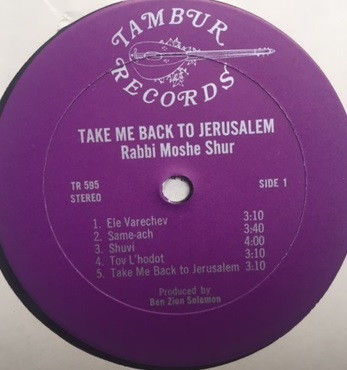 TAMBUR
RECORDS
TAKE ME BACK TO JERUSALEM
Rabbi Moshe Shur
TR 595
STEREO
SIDE 1
1. Ele Varechev 3:10
2. Same-ach 3:40
3. Shuvi 4:00
4. Tov L'hodot 3:10
5. Take Me Back to Jerusalem 3:10
Produced by
Ben Zion Solomon